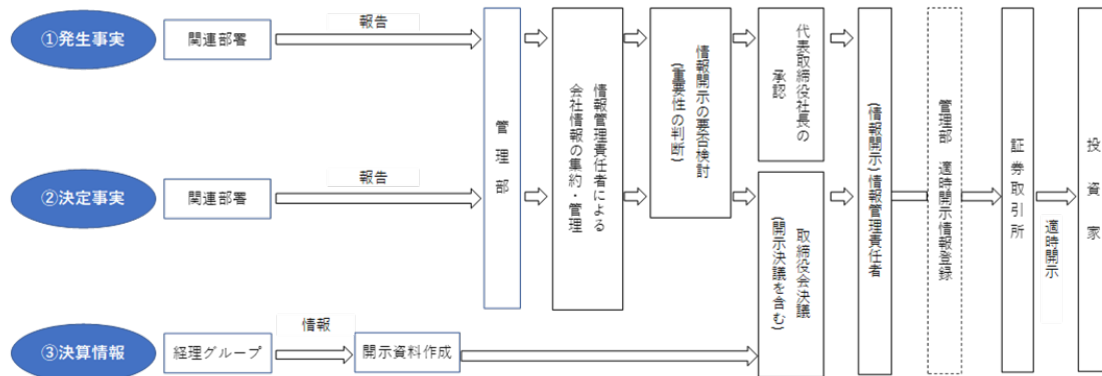 ①発生事実
関連部署
報告
②決定事実
関連部署
報告
③決算情報
経理グループ
情報
開示資料作成
管理部
情報管理責任者による
会社情報の集約・管理
情報開示の要否検討
(重要性の判断)
代表取締役社長の
承認
取締役会決議
(開示決議を含む)
(情報開示)情報管理責任者
管理部 適時開示情報登録
証券取引所
適時開示
投資家